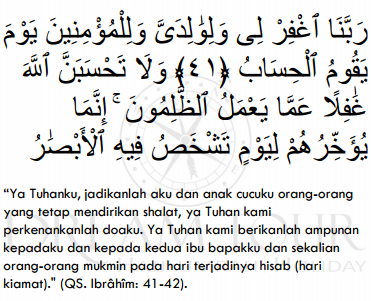 رَبَّنَا ٱغْفِرْ لِى وَلِوَٰلِدَىَّ وَلِلْمُؤْمِنِينَ يَوْمَ
يَقُومُ ٱلْحِسَابُ ﴿٤١﴾ وَلَا تَحْسَبَنَّ ٱللَّهَ
غَٰفِلًا عَمَّا يَعْمَلُ ٱلظَّٰلِمُونَ ۚ إِنَّمَا
يُؤَخِّرُهُمْ لِيَوْمٍ تَشْخَصُ فِيهِ ٱلْأَبْصَٰرُ
“Ya Tuhanku, jadikanlah aku dan anak cucuku orang-orang
yang tetap mendirikan shalat, ya Tuhan kami
perkenankanlah doaku. Ya Tuhan kami berikanlah ampunan
kepadaku dan kepada kedua ibu bapakku dan sekalian
orang-orang mukmin pada hari terjadinya hisab (hari
kiamat)." (QS. Ibrâhîm: 41-42).